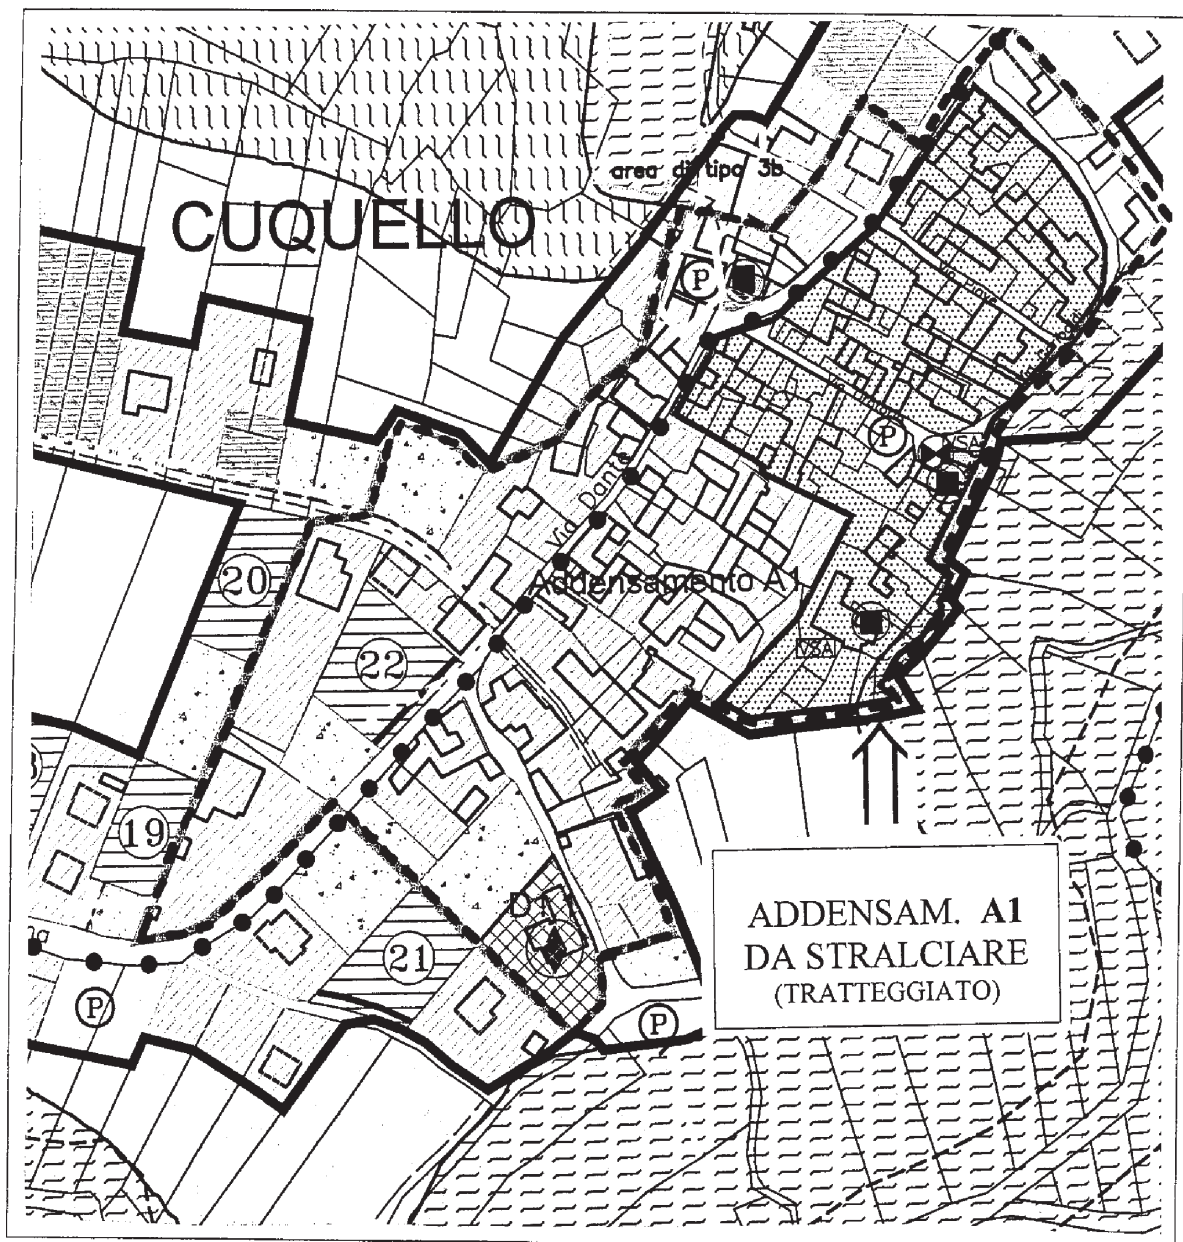 area di tipo 3b
CUQUELLO
P
P
VSA
Via Dante
20
Addensamento A1
22
VSA
19
ADDENSAM. A1
DA STRALCIARE
(TRATTEGGIATO)
21
P
P